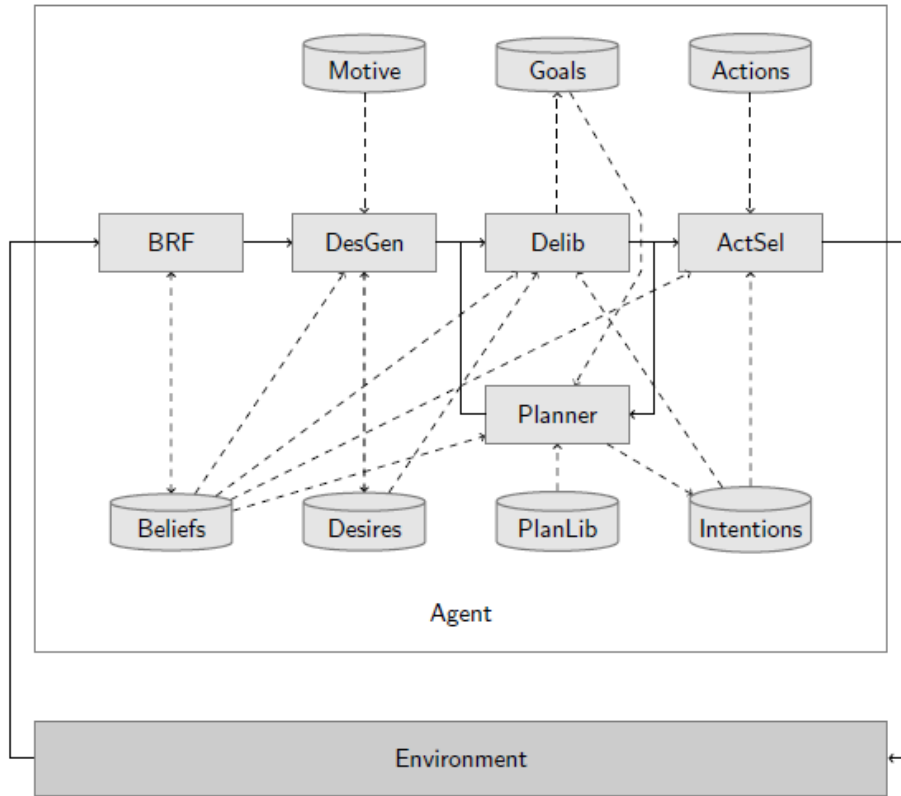 Motive
Goals
Actions
BRF
DesGen
Delib
ActSel
Planner
Beliefs
Desires
PlanLib
Intentions
Agent
Environment